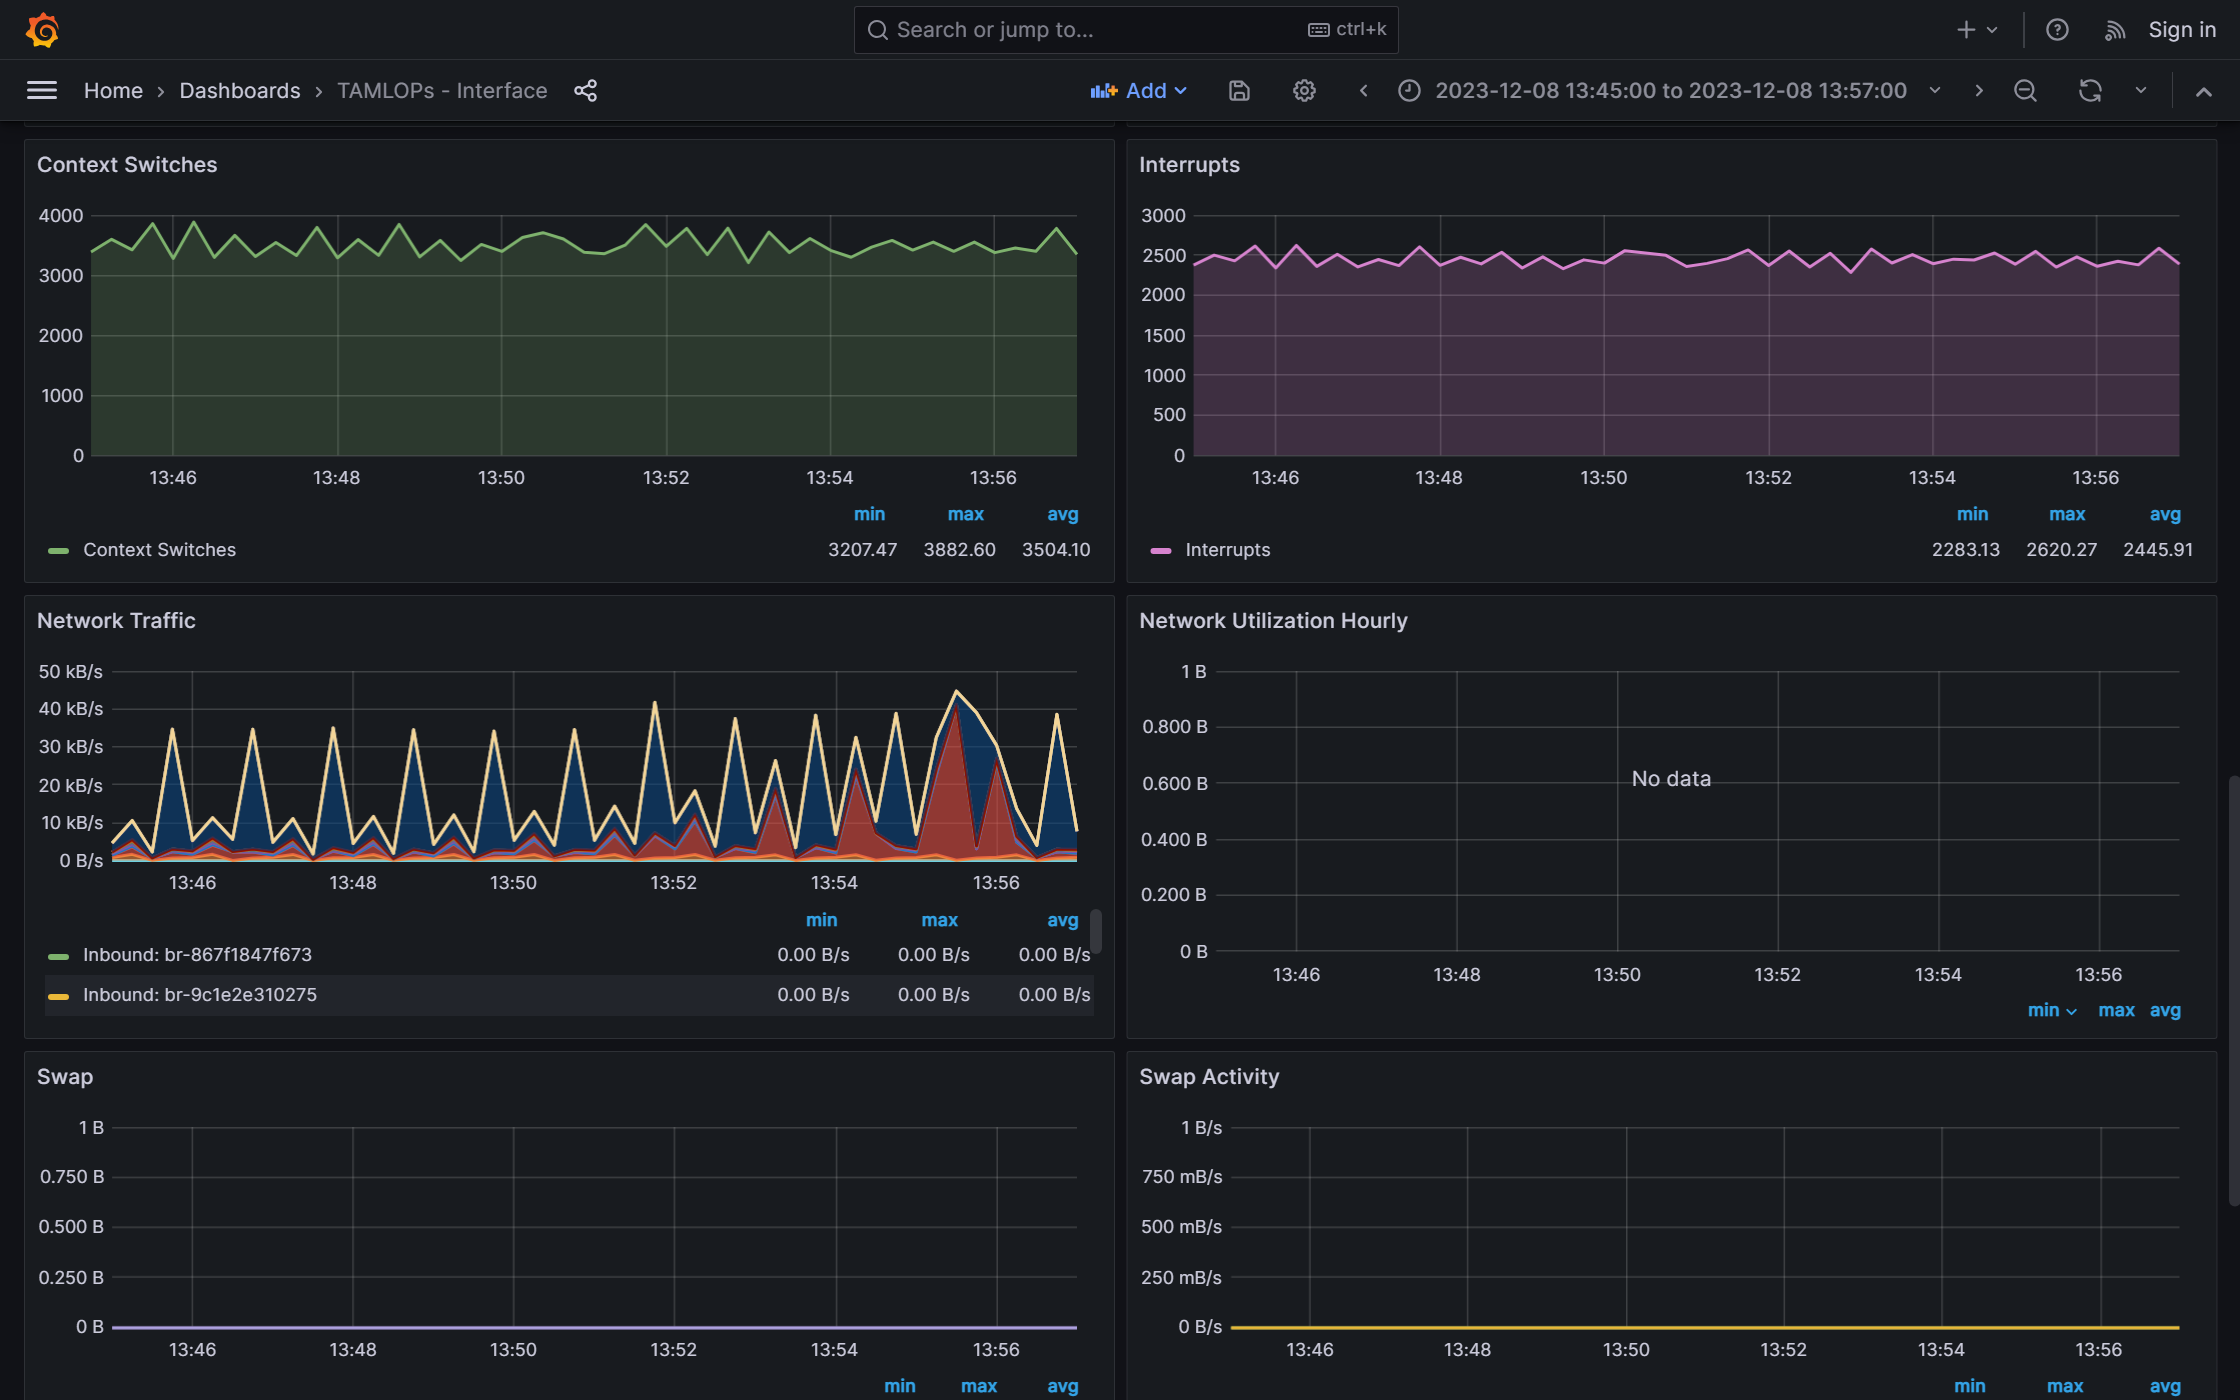 Search or jump to... ctrl+k Sign in
Home › Dashboards › TAMLOPs - Interface Add 2023-12-08 13:45:00 to 2023-12-08 13:57:00
Context Switches
4000
3000
2000
1000
0
13:46 13:48 13:50 13:52 13:54 13:56
min max avg
Context Switches 3207.47 3882.60 3504.10
Interrupts
3000
2500
2000
1500
1000
500
0
13:46 13:48 13:50 13:52 13:54 13:56
min max avg
Interrupts 2283.13 2620.27 2445.91
Network Traffic
50 kB/s
40 kB/s
30 kB/s
20 kB/s
10 kB/s
0 B/s
13:46 13:48 13:50 13:52 13:54 13:56
min max avg
Inbound: br-867f1847f673 0.00 B/s 0.00 B/s 0.00 B/s
Inbound: br-9c1e2e310275 0.00 B/s 0.00 B/s 0.00 B/s
Network Utilization Hourly
1 B
0.800 B
0.600 B
No data
0.400 B
0.200 B
0 B
13:46 13:48 13:50 13:52 13:54 13:56
min max avg
Swap
1 B
0.750 B
0.500 B
0.250 B
0 B
13:46 13:48 13:50 13:52 13:54 13:56
min max avg
Swap Activity
1 B/s
750 mB/s
500 mB/s
250 mB/s
0 B/s
13:46 13:48 13:50 13:52 13:54 13:56
min max avg